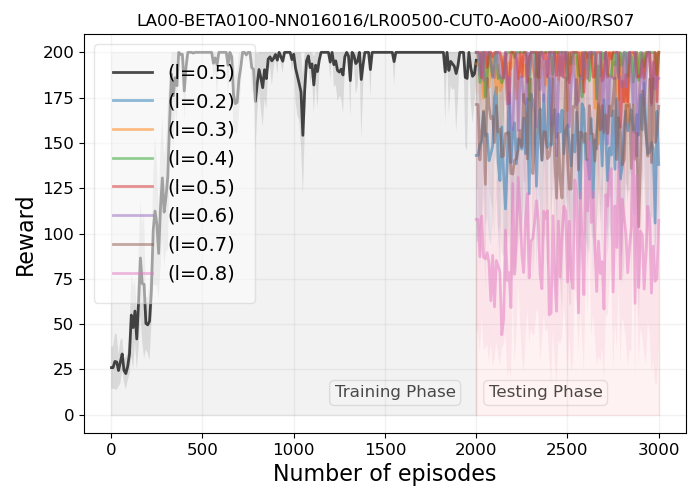 LA00-BETA0100-NN016016/LR00500-CUT0-Ao00-Ai00/RS07
200
175
150
125
100
75
50
25
0
Reward
(l=0.5)
(l=0.2)
(l=0.3)
(l=0.4)
(l=0.5)
(l=0.6)
(l=0.7)
(l=0.8)
Training Phase
Testing Phase
0
500
1000
1500
2000
2500
3000
Number of episodes